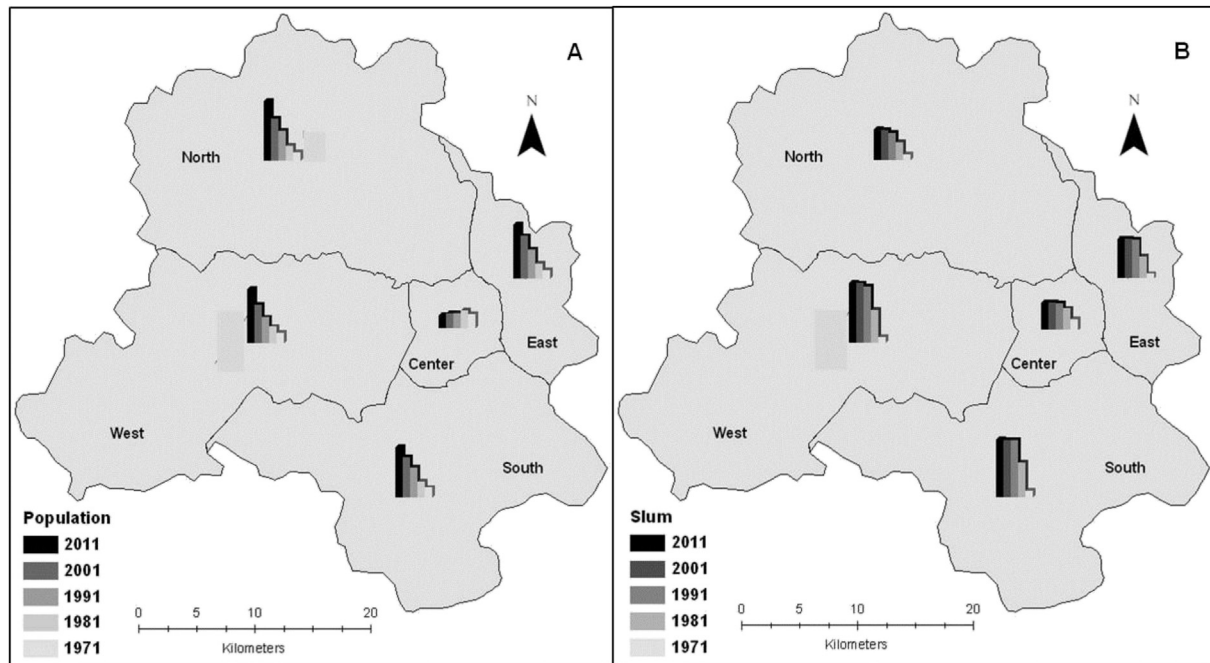 A
N
North
East
Center
West
South
Population
2011
2001
1991
1981
1971
0 5 10 20
Kilometers
B
N
North
East
Center
West
South
Slum
2011
2001
1991
1981
1971
0 5 10 20
Kilometers